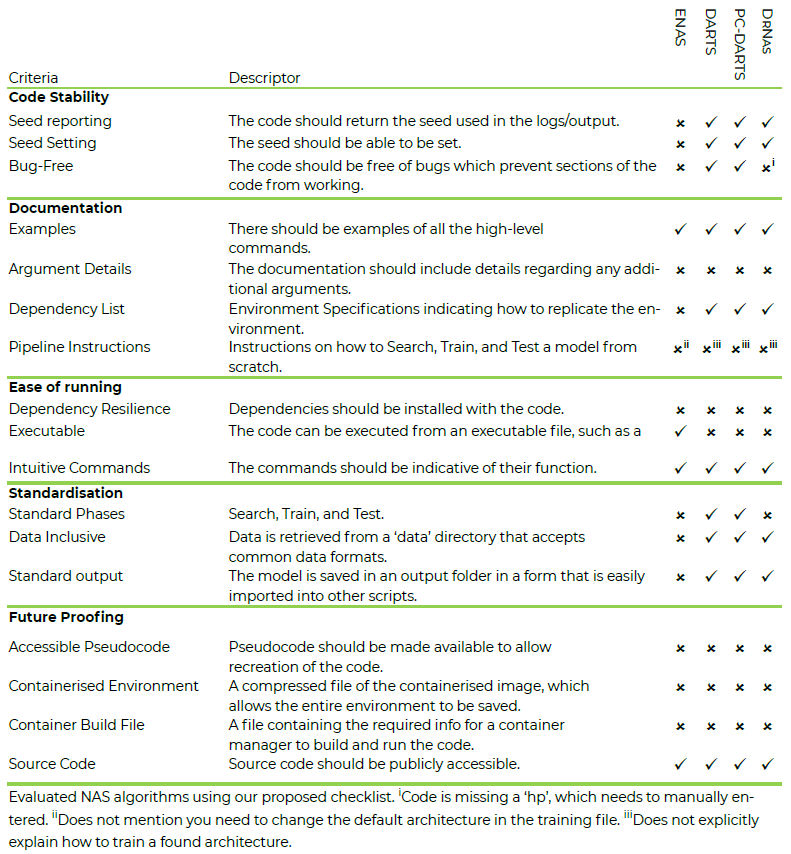 ENAS DARTS PC-DARTS DRNAS
Criteria Descriptor
Code Stability
Seed reporting The code should return the seed used in the logs/output. × ✓ ✓ ✓
Seed Setting The seed should be able to be set. × ✓ ✓ ✓
Bug-Free The code should be free of bugs which prevent sections of the × ✓ ✓ ×ⁱ
code from working.
Documentation
Examples There should be examples of all the high-level ✓ ✓ ✓ ✓
commands.
Argument Details The documentation should include details regarding any addi- × × × ×
tional arguments.
Dependency List Environment Specifications indicating how to replicate the en- × ✓ ✓ ✓
vironment.
Pipeline Instructions Instructions on how to Search, Train, and Test a model from ×ⁱⁱ ×ⁱⁱⁱ ×ⁱⁱⁱ ×ⁱⁱⁱ
scratch.
Ease of running
Dependency Resilience Dependencies should be installed with the code. × × × ×
Executable The code can be executed from an executable file, such as a ✓ × × ×
Intuitive Commands The commands should be indicative of their function. ✓ ✓ ✓ ✓
Standardisation
Standard Phases Search, Train, and Test. × ✓ ✓ ×
Data Inclusive Data is retrieved from a ‘data’ directory that accepts × ✓ ✓ ✓
common data formats.
Standard output The model is saved in an output folder in a form that is easily × ✓ ✓ ✓
imported into other scripts.
Future Proofing
Accessible Pseudocode Pseudocode should be made available to allow × × × ×
recreation of the code.
Containerised Environment A compressed file of the containerised image, which × × × ×
allows the entire environment to be saved.
Container Build File A file containing the required info for a container × × × ×
manager to build and run the code.
Source Code Source code should be publicly accessible. ✓ ✓ ✓ ✓
Evaluated NAS algorithms using our proposed checklist. ⁱCode is missing a ‘hp’, which needs to manually en-
tered. ⁱⁱDoes not mention you need to change the default architecture in the training file. ⁱⁱⁱDoes not explicitly
explain how to train a found architecture.